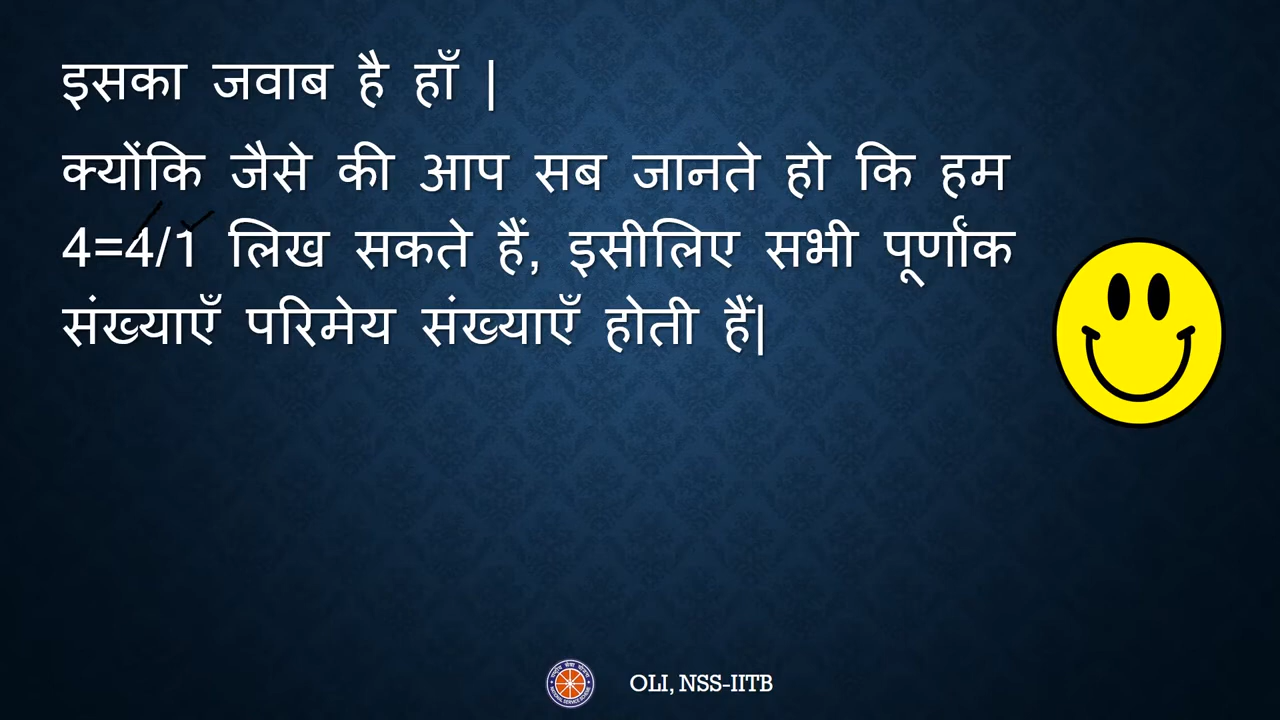 इसका जवाब है हाँ |
क्योंकि जैसे की आप सब जानते हो कि हम
4=4/1 लिख सकते हैं, इसीलिए सभी पूर्णांक
संख्याएँ परिमेय संख्याएँ होती हैं|
OLI, NSS-IITB